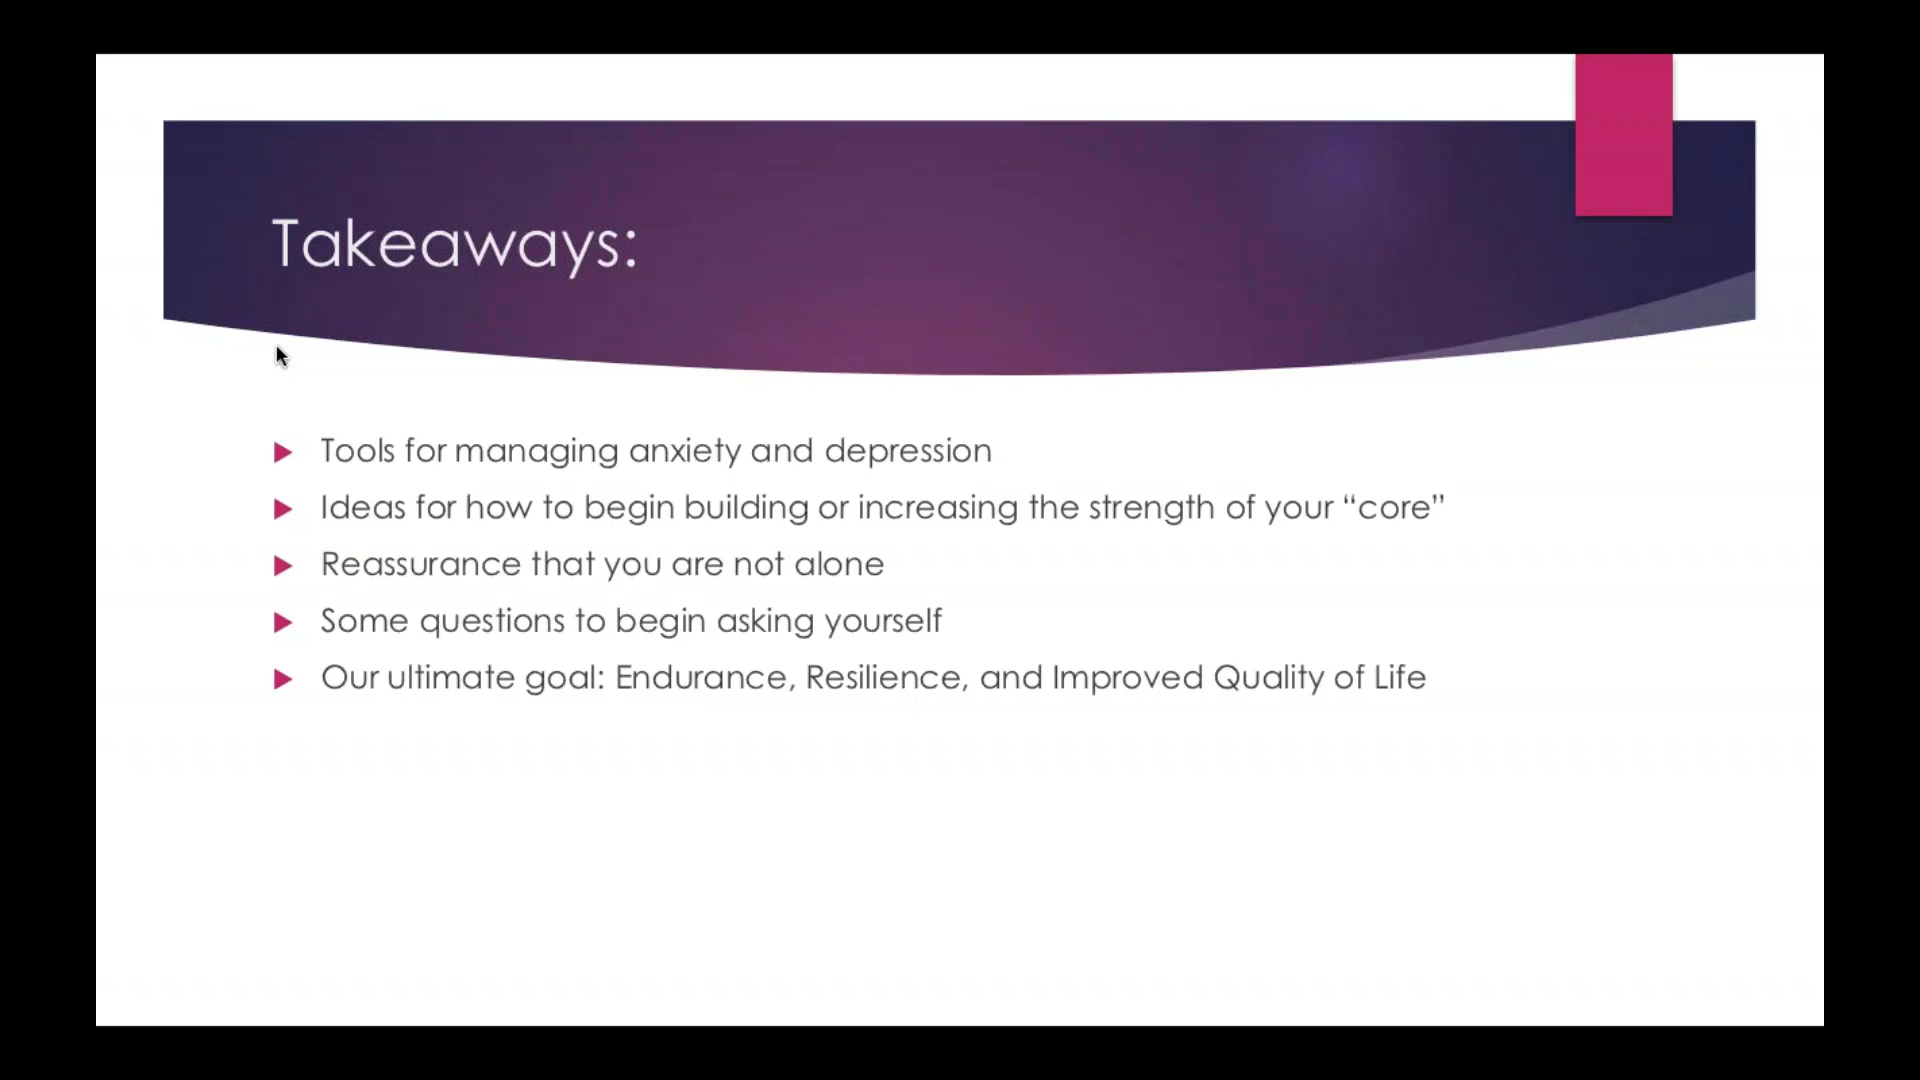 Takeaways:
Tools for managing anxiety and depression
Ideas for how to begin building or increasing the strength of your “core”
Reassurance that you are not alone
Some questions to begin asking yourself
Our ultimate goal: Endurance, Resilience, and Improved Quality of Life